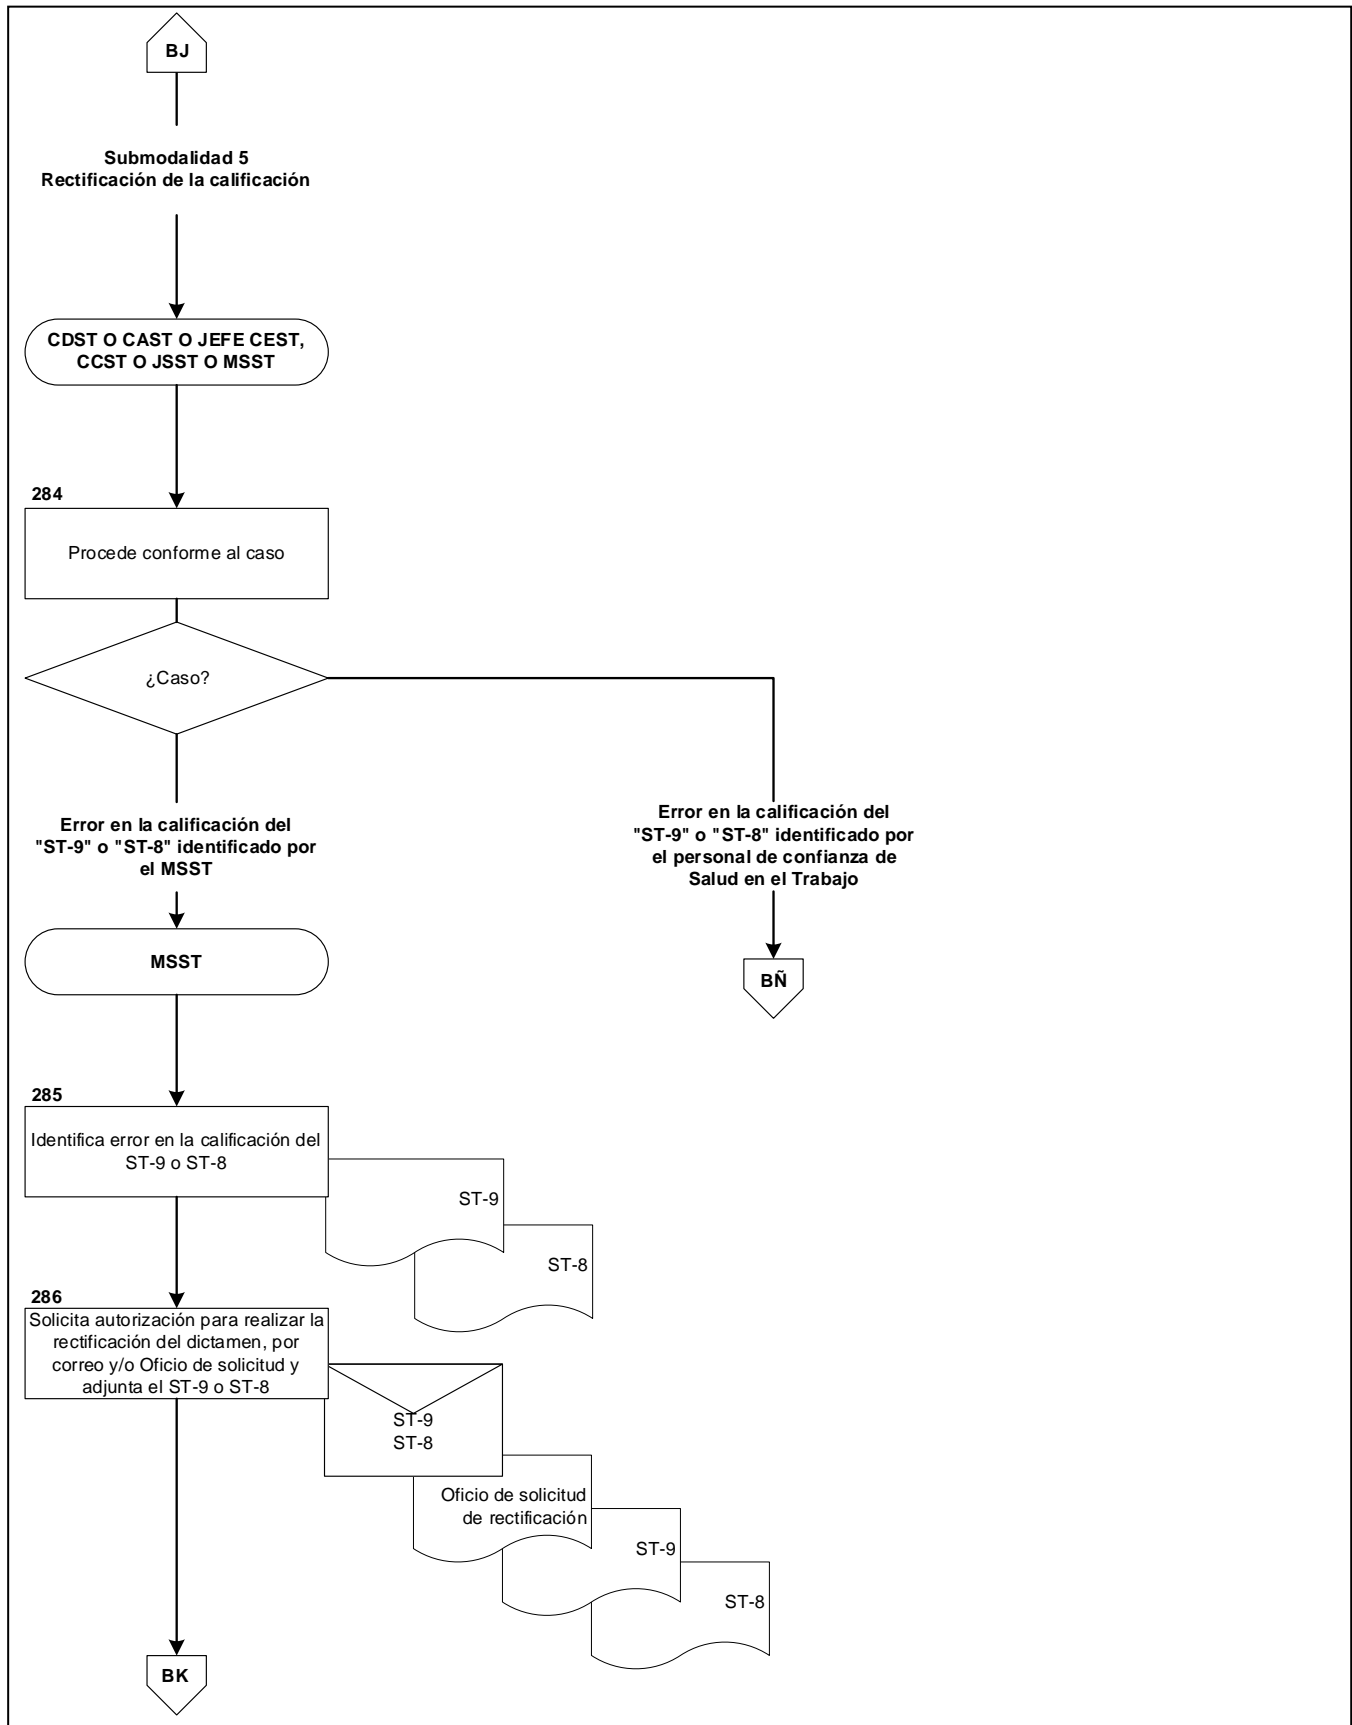 BJ
Submodalidad 5
Rectificación de la calificación
CDST O CAST O JEFE CEST,
CCST O JSST O MSST
284
Procede conforme al caso
¿Caso?
Error en la calificación del
"ST-9" o "ST-8" identificado por
el MSST
Error en la calificación del
"ST-9" o "ST-8" identificado por
el personal de confianza de
Salud en el Trabajo
MSST
BÑ
285
Identifica error en la calificación del
ST-9 o ST-8
ST-9
ST-8
286
Solicita autorización para realizar la
rectificación del dictamen, por
correo y/o Oficio de solicitud y
adjunta el ST-9 o ST-8
ST-9
ST-8
Oficio de solicitud
de rectificación
ST-9
ST-8
BK